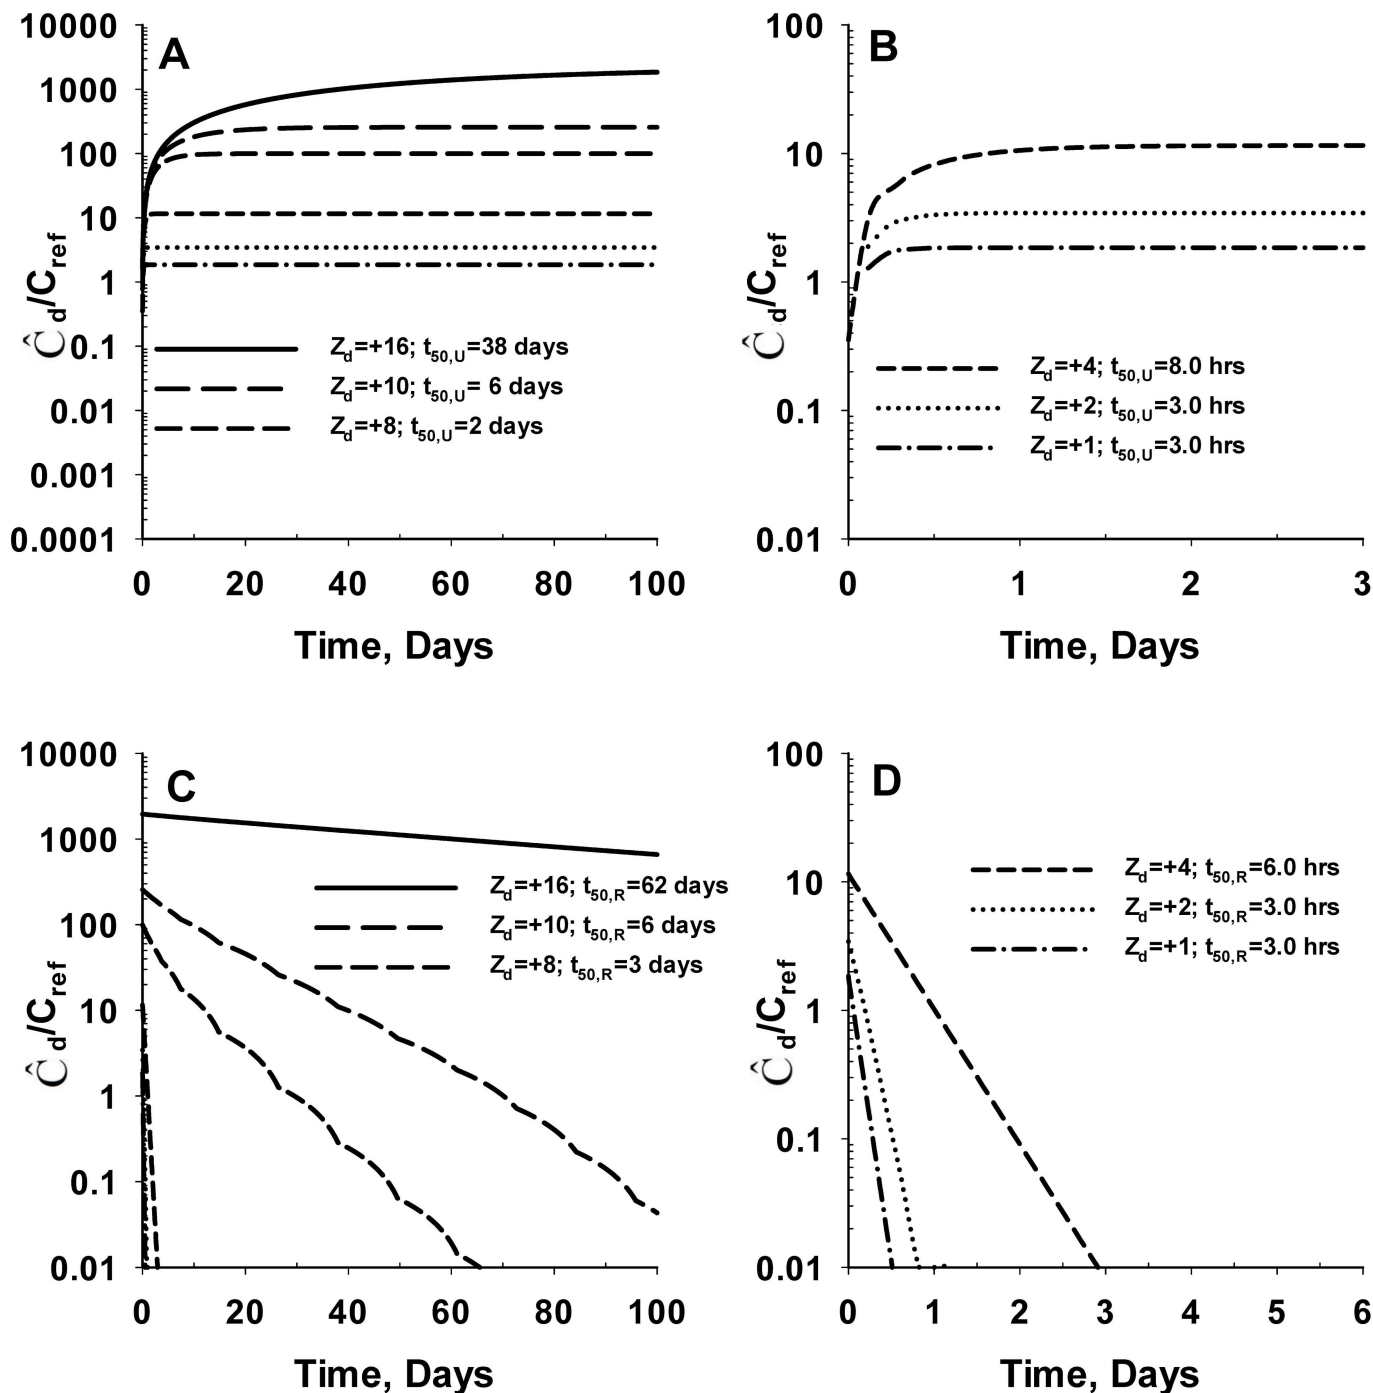 A
10000
1000
100
10
1
0.1
0.01
0.001
0.0001
Ĉd/Cref
Zd=+16; t50,U=38 days
Zd=+10; t50,U= 6 days
Zd=+8; t50,U=2 days
0 20 40 60 80 100
Time, Days
B
100
10
1
0.1
0.01
Ĉd/Cref
Zd=+4; t50,U=8.0 hrs
Zd=+2; t50,U=3.0 hrs
Zd=+1; t50,U=3.0 hrs
0 1 2 3
Time, Days
C
10000
1000
100
10
1
0.1
0.01
Ĉd/Cref
Zd=+16; t50,R=62 days
Zd=+10; t50,R=6 days
Zd=+8; t50,R=3 days
0 20 40 60 80 100
Time, Days
D
100
10
1
0.1
0.01
Ĉd/Cref
Zd=+4; t50,R=6.0 hrs
Zd=+2; t50,R=3.0 hrs
Zd=+1; t50,R=3.0 hrs
0 1 2 3 4 5 6
Time, Days